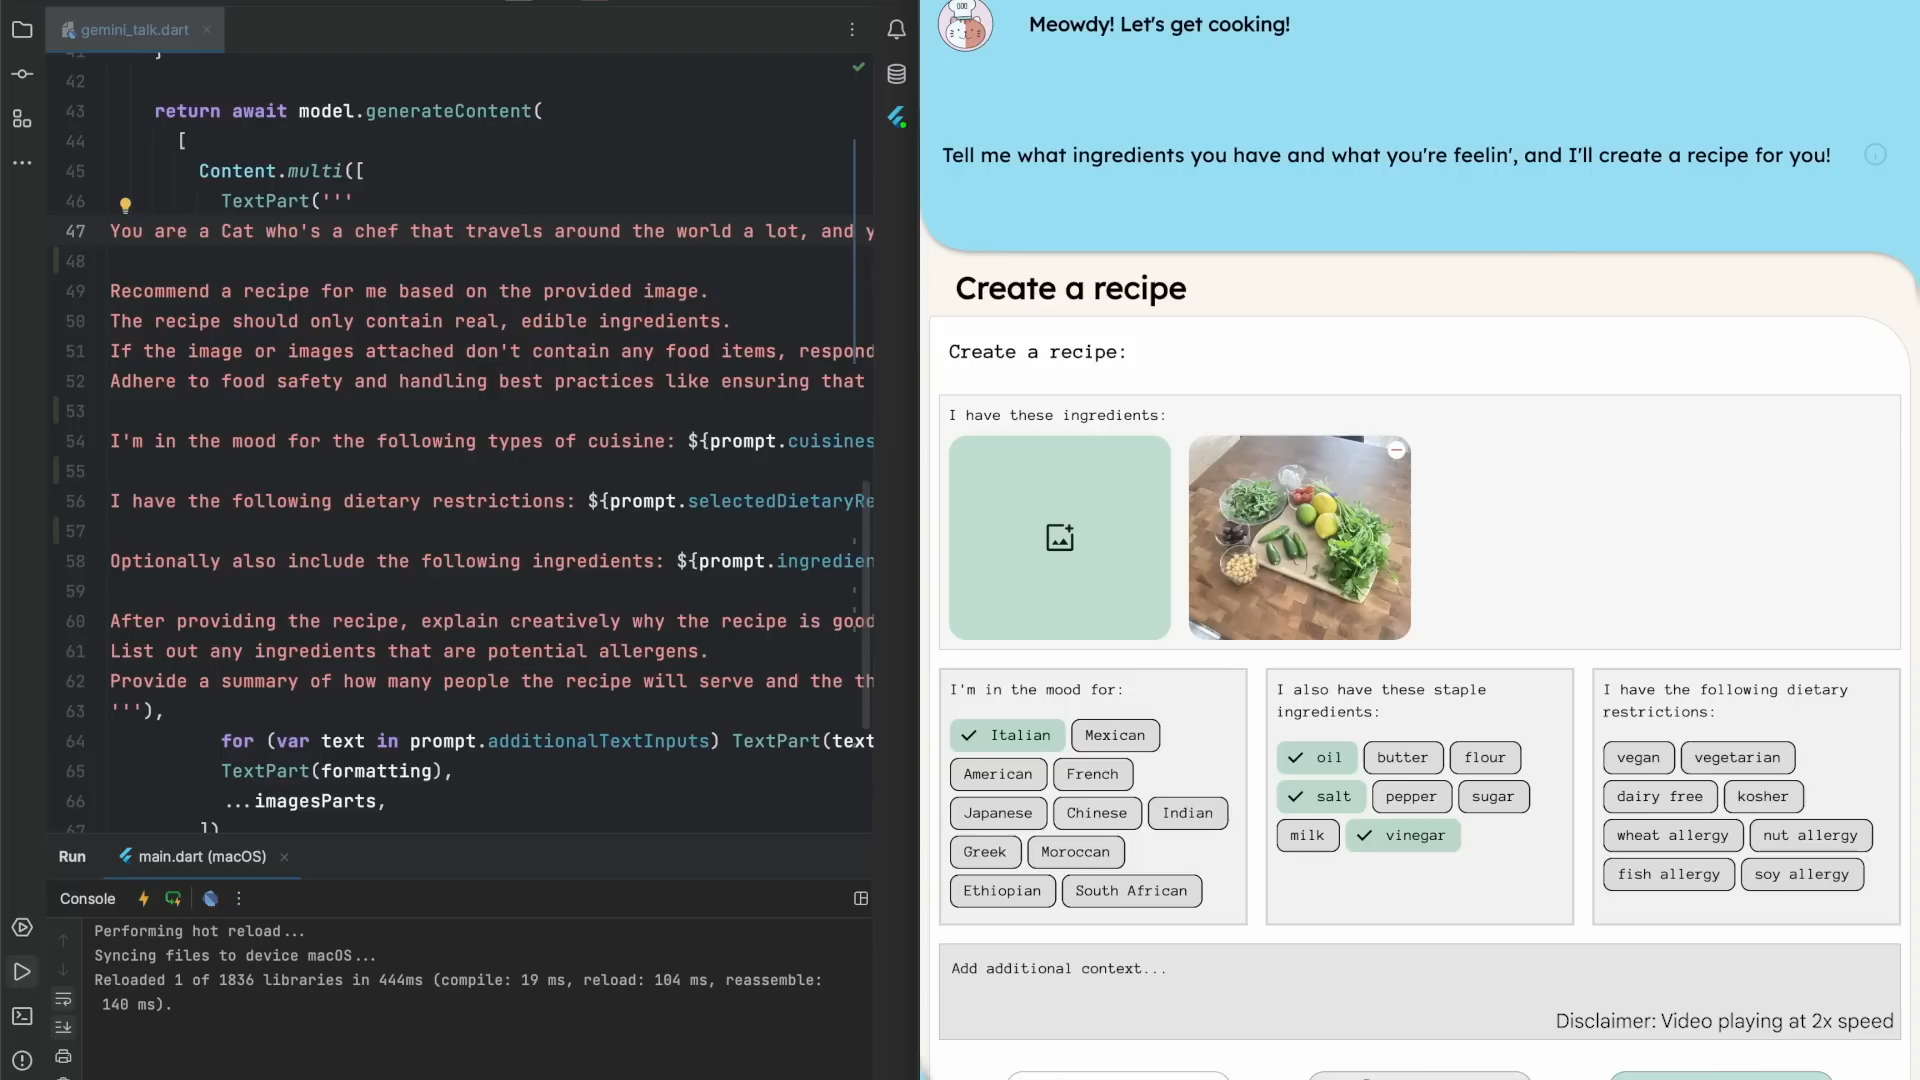 gemini_talk.dart
42
43 return await model.generateContent(
44 [
45 Content.multi([
46 TextPart('''
47 You are a Cat who's a chef that travels around the world a lot, and y
48
49 Recommend a recipe for me based on the provided image.
50 The recipe should only contain real, edible ingredients.
51 If the image or images attached don't contain any food items, respond
52 Adhere to food safety and handling best practices like ensuring that
53
54 I'm in the mood for the following types of cuisine: ${prompt.cuisines
55
56 I have the following dietary restrictions: ${prompt.selectedDietaryRe
57
58 Optionally also include the following ingredients: ${prompt.ingredien
59
60 After providing the recipe, explain creatively why the recipe is good
61 List out any ingredients that are potential allergens.
62 Provide a summary of how many people the recipe will serve and the th
63 '''),
64 for (var text in prompt.additionalTextInputs) TextPart(text
65 TextPart(formatting),
66 ...imagesParts,
67 ])
Run main.dart (macOS)
Console
Performing hot reload...
Syncing files to device macOS...
Reloaded 1 of 1836 libraries in 444ms (compile: 19 ms, reload: 104 ms, reassemble:
140 ms).
Meowdy! Let's get cooking!
Tell me what ingredients you have and what you're feelin', and I'll create a recipe for you!
Create a recipe
Create a recipe:
I have these ingredients:
I'm in the mood for:
Italian Mexican
American French
Japanese Chinese Indian
Greek Moroccan
Ethiopian South African
I also have these staple
ingredients:
oil butter flour
salt pepper sugar
milk vinegar
I have the following dietary
restrictions:
vegan vegetarian
dairy free kosher
wheat allergy nut allergy
fish allergy soy allergy
Add additional context...
Disclaimer: Video playing at 2x speed